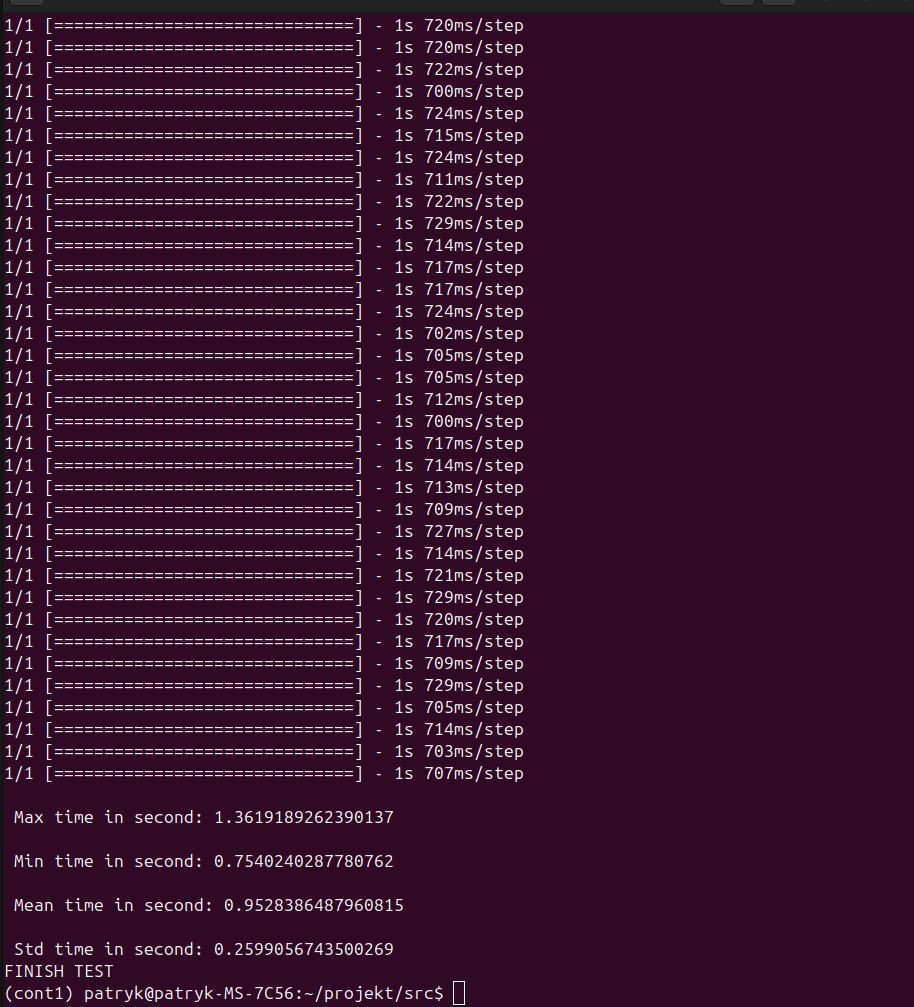 1/1 [==============================] - 1s 720ms/step
1/1 [==============================] - 1s 720ms/step
1/1 [==============================] - 1s 722ms/step
1/1 [==============================] - 1s 700ms/step
1/1 [==============================] - 1s 724ms/step
1/1 [==============================] - 1s 715ms/step
1/1 [==============================] - 1s 724ms/step
1/1 [==============================] - 1s 711ms/step
1/1 [==============================] - 1s 722ms/step
1/1 [==============================] - 1s 729ms/step
1/1 [==============================] - 1s 714ms/step
1/1 [==============================] - 1s 717ms/step
1/1 [==============================] - 1s 717ms/step
1/1 [==============================] - 1s 724ms/step
1/1 [==============================] - 1s 702ms/step
1/1 [==============================] - 1s 705ms/step
1/1 [==============================] - 1s 705ms/step
1/1 [==============================] - 1s 712ms/step
1/1 [==============================] - 1s 700ms/step
1/1 [==============================] - 1s 717ms/step
1/1 [==============================] - 1s 714ms/step
1/1 [==============================] - 1s 713ms/step
1/1 [==============================] - 1s 709ms/step
1/1 [==============================] - 1s 727ms/step
1/1 [==============================] - 1s 714ms/step
1/1 [==============================] - 1s 721ms/step
1/1 [==============================] - 1s 729ms/step
1/1 [==============================] - 1s 720ms/step
1/1 [==============================] - 1s 717ms/step
1/1 [==============================] - 1s 709ms/step
1/1 [==============================] - 1s 729ms/step
1/1 [==============================] - 1s 705ms/step
1/1 [==============================] - 1s 714ms/step
1/1 [==============================] - 1s 703ms/step
1/1 [==============================] - 1s 707ms/step
Max time in second: 1.3619189262390137
Min time in second: 0.7540240287780762
Mean time in second: 0.9528386487960815
Std time in second: 0.2599056743500269
FINISH TEST
(cont1) patryk@patryk-MS-7C56:~/projekt/src$